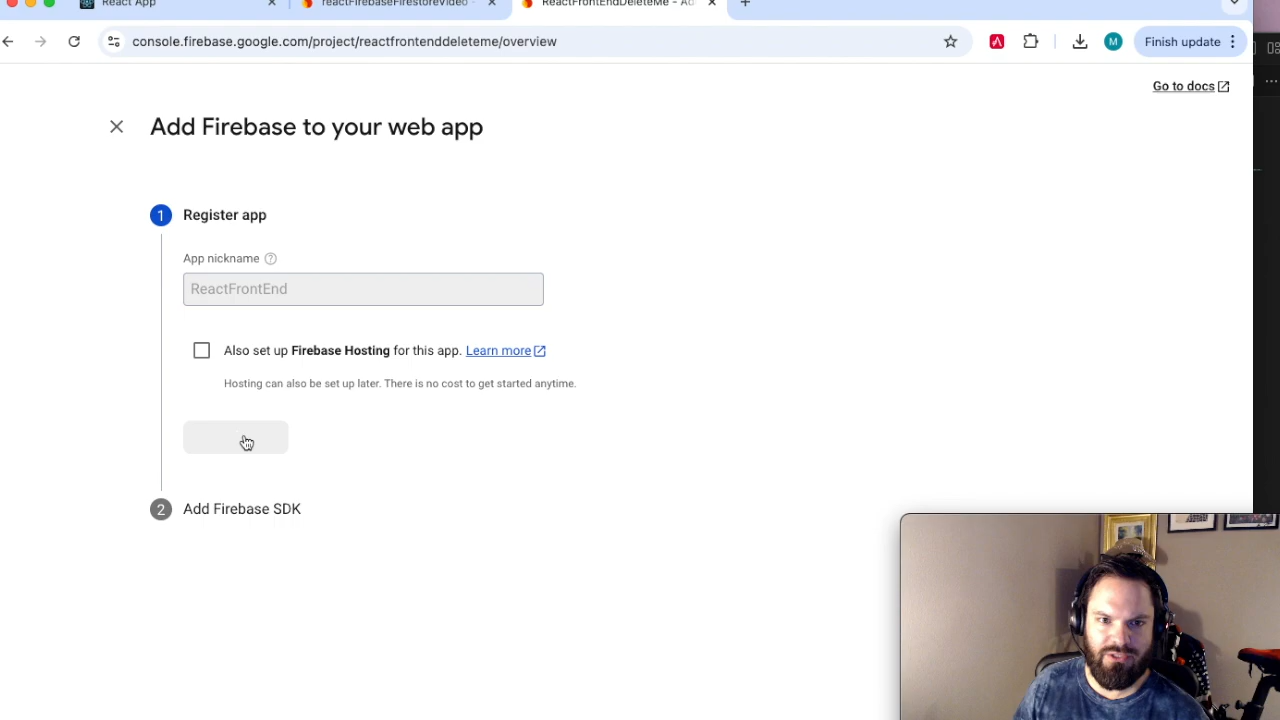 React App
reactFirebaseFirestoreVideo -
ReactFrontEndDeleteMe - Ad
console.firebase.google.com/project/reactfrontenddeleteme/overview
M
Finish update
Go to docs
Add Firebase to your web app
1
Register app
App nickname ?
ReactFrontEnd
Also set up Firebase Hosting for this app. Learn more
Hosting can also be set up later. There is no cost to get started anytime.
2
Add Firebase SDK